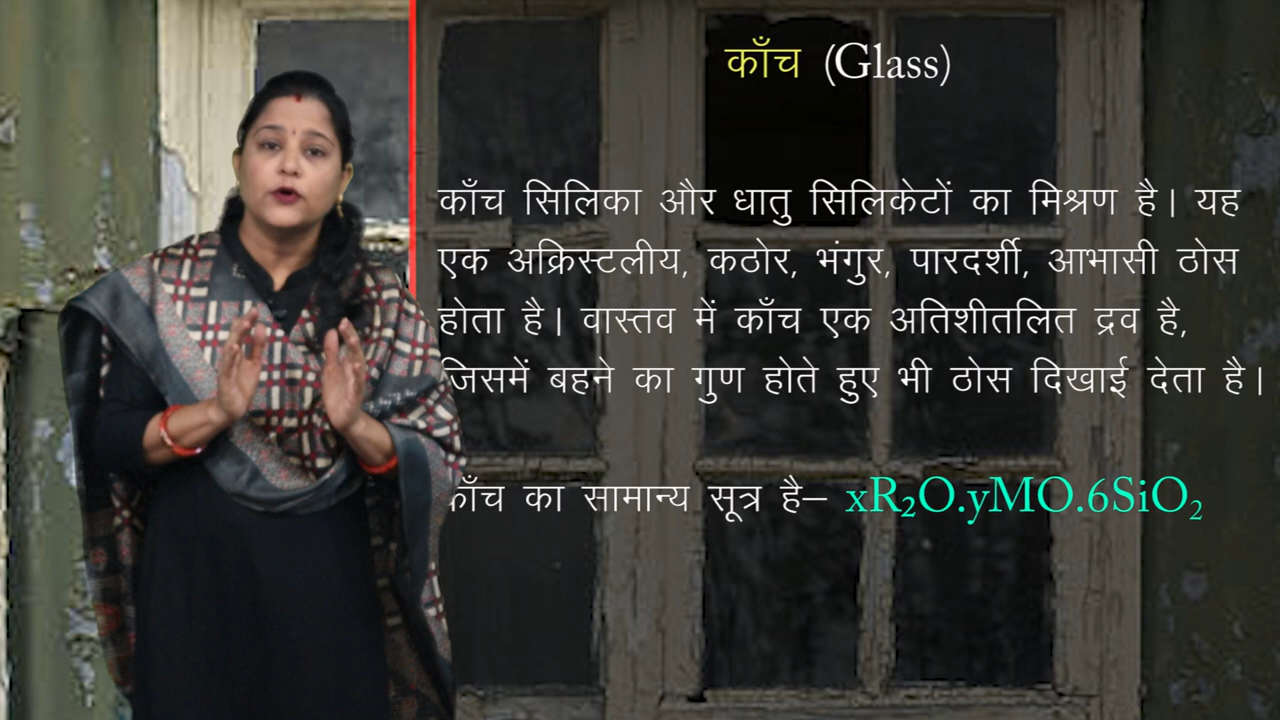 काँच (Glass)
काँच सिलिका और धातु सिलिकेटों का मिश्रण है। यह
एक अक्रिस्टलीय, कठोर, भंगुर, पारदर्शी, आभासी ठोस
होता है। वास्तव में काँच एक अतिशीतलित द्रव है,
जिसमें बहने का गुण होते हुए भी ठोस दिखाई देता है।
काँच का सामान्य सूत्र है– xR₂O.yMO.6SiO₂